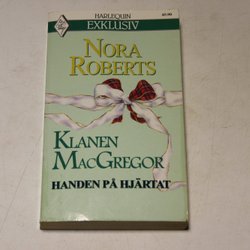 HARLEQUIN
EXKLUSIV
NORA
ROBERTS
KLANEN
MACGREGOR
HANDEN PÅ HJÄRTAT